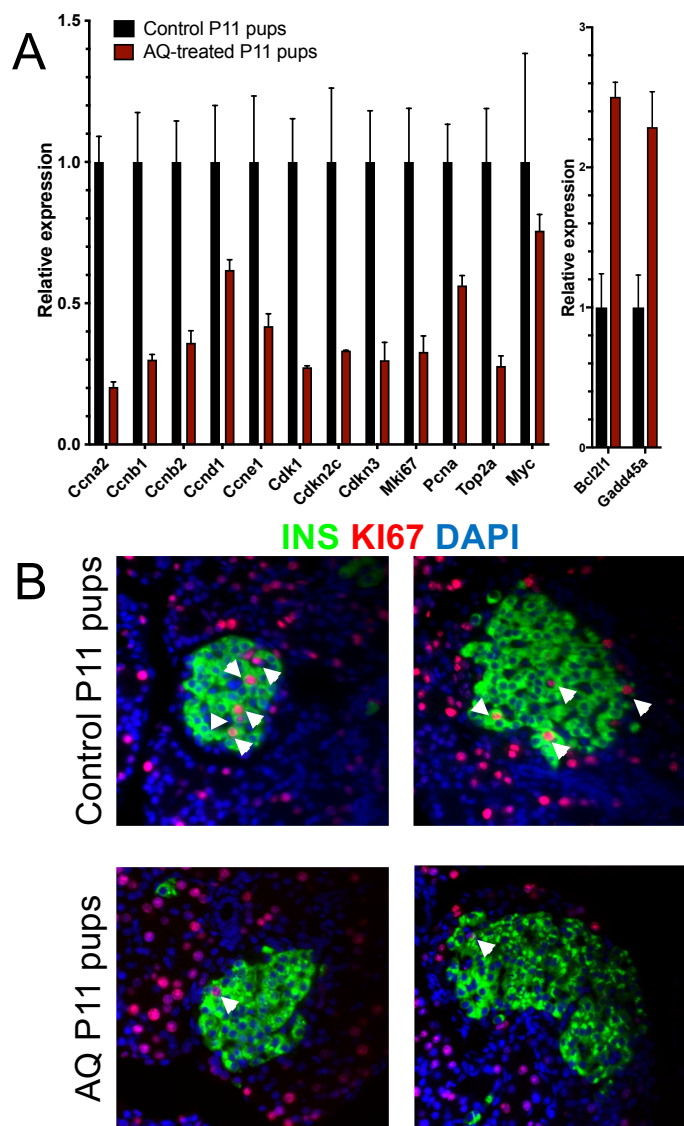 A
Control P11 pups
AQ-treated P11 pups
Relative expression
1.5
1.0
0.5
0.0
Ccna2
Ccnb1
Ccnb2
Ccnd1
Ccne1
Cdk1
Cdkn2c
Cdkn3
Mki67
Pcna
Top2a
Myc
Relative expression
3
2
1
0
Bcl2l1
Gadd45a
INS KI67 DAPI
B
Control P11 pups
AQ P11 pups